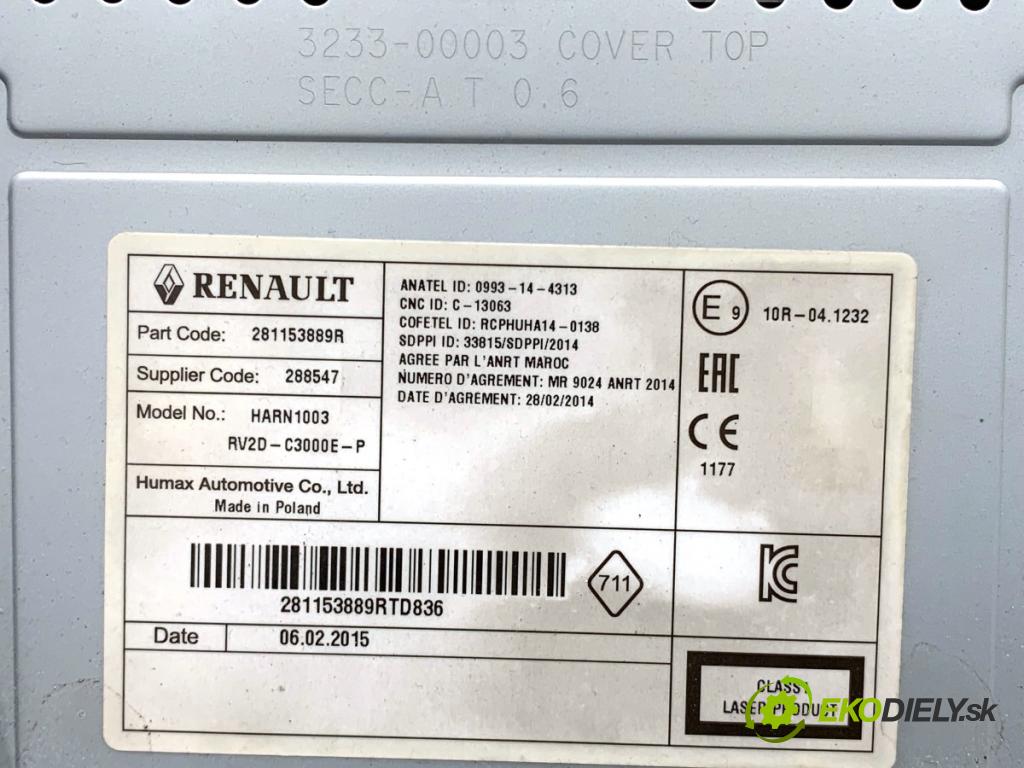 3233-00003 COVER TOP
SECC-A T 0.6
RENAULT
Part Code: 281153889R
Supplier Code: 288547
Model No.: HARN1003
RV2D-C3000E-P
Humax Automotive Co., Ltd.
Made in Poland
ANATEL ID: 0993-14-4313
CNC ID: C-13063
COFETEL ID: RCPHUHA14-0138
SDPPI ID: 33815/SDPPI/2014
AGREE PAR L'ANRT MAROC
NUMERO D'AGREMENT: MR 9024 ANRT 2014
DATE D'AGREMENT: 28/02/2014
E 9 10R-04.1232
EAC
CE
1177
281153889RTD836
711
KC
Date 06.02.2015
CLASS
LASER PRODUCT
EKODIELY.sk